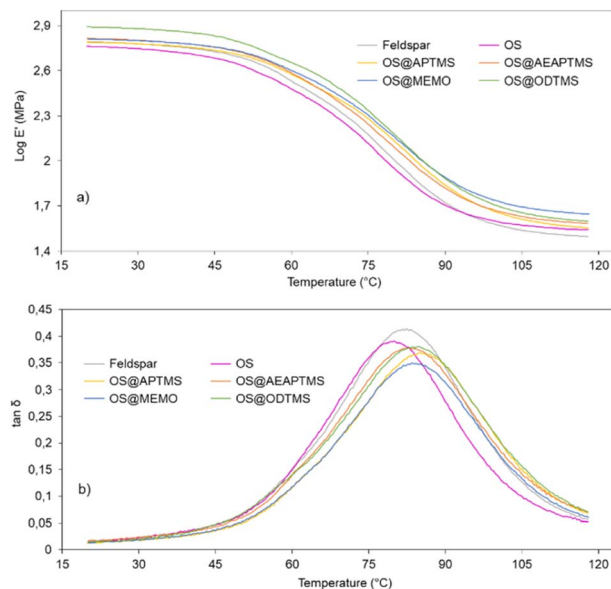 2,9
2,6
2,3
2
1,7
1,4
Log E' (MPa)
Feldspar
OS
OS@APTMS
OS@AEAPTMS
OS@MEMO
OS@ODTMS
a)
15 30 45 60 75 90 105 120
Temperature (°C)
0,45
0,4
0,35
0,3
0,25
0,2
0,15
0,1
0,05
0
tan δ
Feldspar
OS
OS@APTMS
OS@AEAPTMS
OS@MEMO
OS@ODTMS
b)
15 30 45 60 75 90 105 120
Temperature (°C)